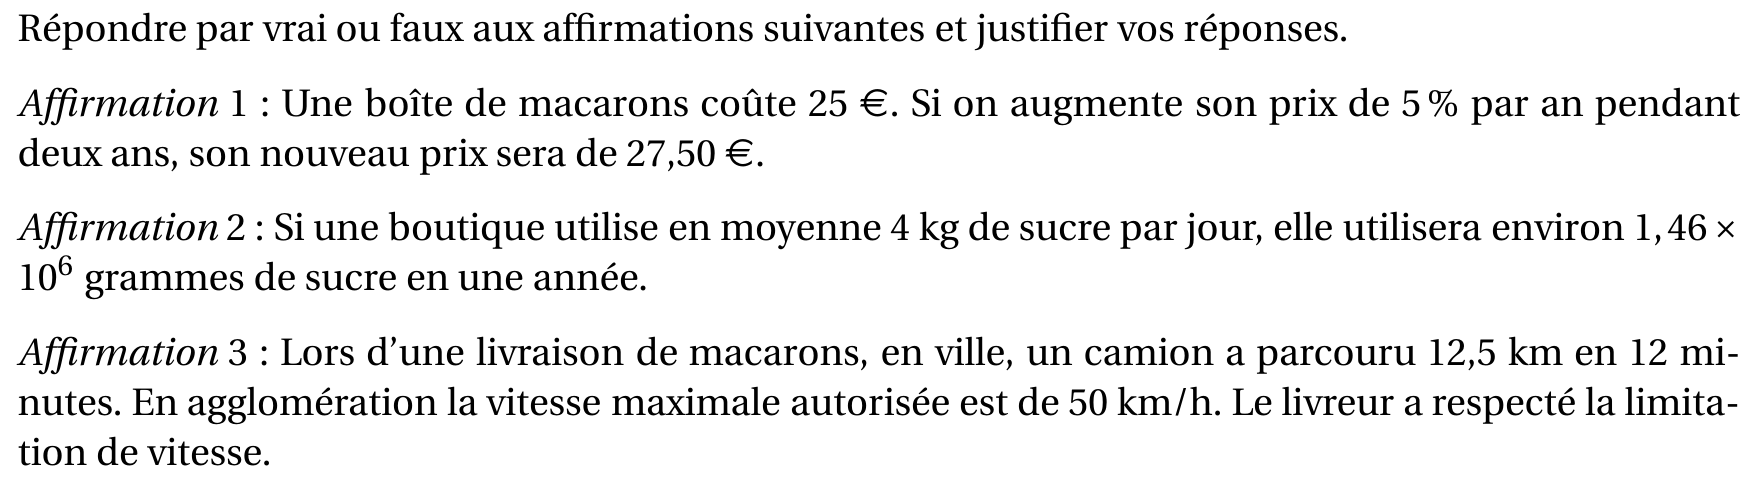 Répondre par vrai ou faux aux affirmations suivantes et justifier vos réponses.
Affirmation 1 : Une boîte de macarons coûte 25 €. Si on augmente son prix de 5 % par an pendant
deux ans, son nouveau prix sera de 27,50 €.
Affirmation 2 : Si une boutique utilise en moyenne 4 kg de sucre par jour, elle utilisera environ 1,46 ×
10⁶ grammes de sucre en une année.
Affirmation 3 : Lors d’une livraison de macarons, en ville, un camion a parcouru 12,5 km en 12 mi-
nutes. En agglomération la vitesse maximale autorisée est de 50 km/h. Le livreur a respecté la limita-
tion de vitesse.